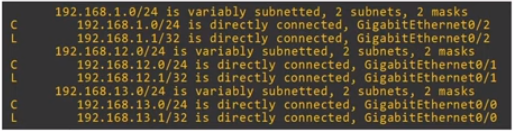 192.168.1.0/24 is variably subnetted, 2 subnets, 2 masks
C 192.168.1.0/24 is directly connected, GigabitEthernet0/2
L 192.168.1.1/32 is directly connected, GigabitEthernet0/2
192.168.12.0/24 is variably subnetted, 2 subnets, 2 masks
C 192.168.12.0/24 is directly connected, GigabitEthernet0/1
L 192.168.12.1/32 is directly connected, GigabitEthernet0/1
192.168.13.0/24 is variably subnetted, 2 subnets, 2 masks
C 192.168.13.0/24 is directly connected, GigabitEthernet0/0
L 192.168.13.1/32 is directly connected, GigabitEthernet0/0